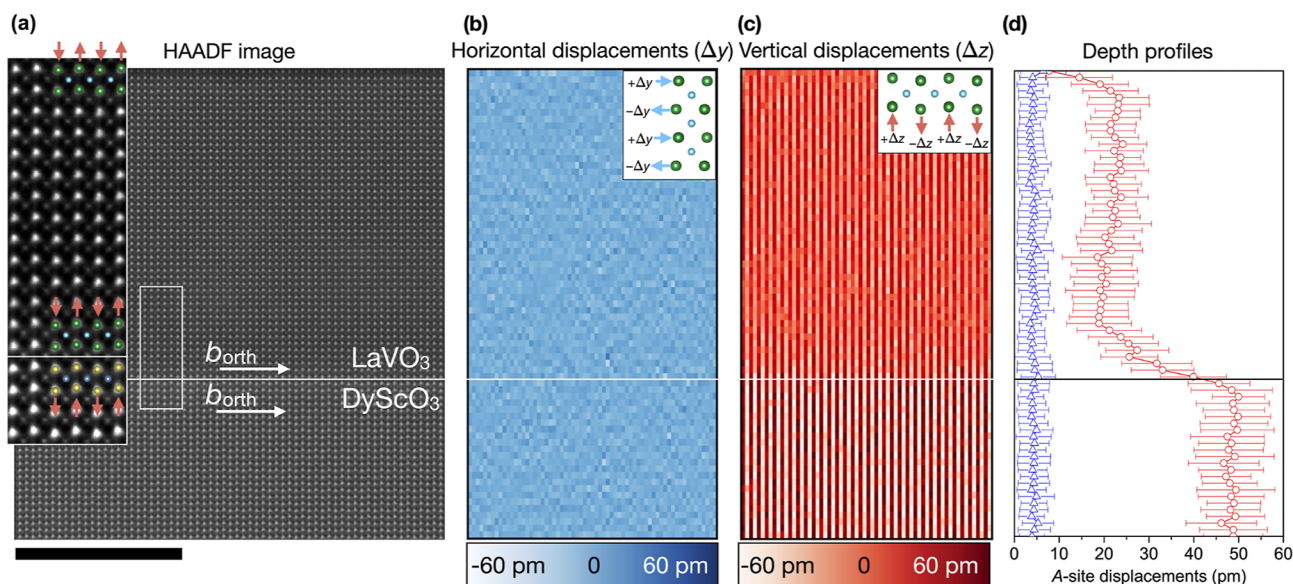 (a)
HAADF image
b orth
LaVO3
b orth
DyScO3
(b)
Horizontal displacements (Δy)
+Δy
−Δy
+Δy
−Δy
-60 pm 0 60 pm
(c)
Vertical displacements (Δz)
+Δz −Δz +Δz −Δz
-60 pm 0 60 pm
(d)
Depth profiles
0 10 20 30 40 50 60
A-site displacements (pm)